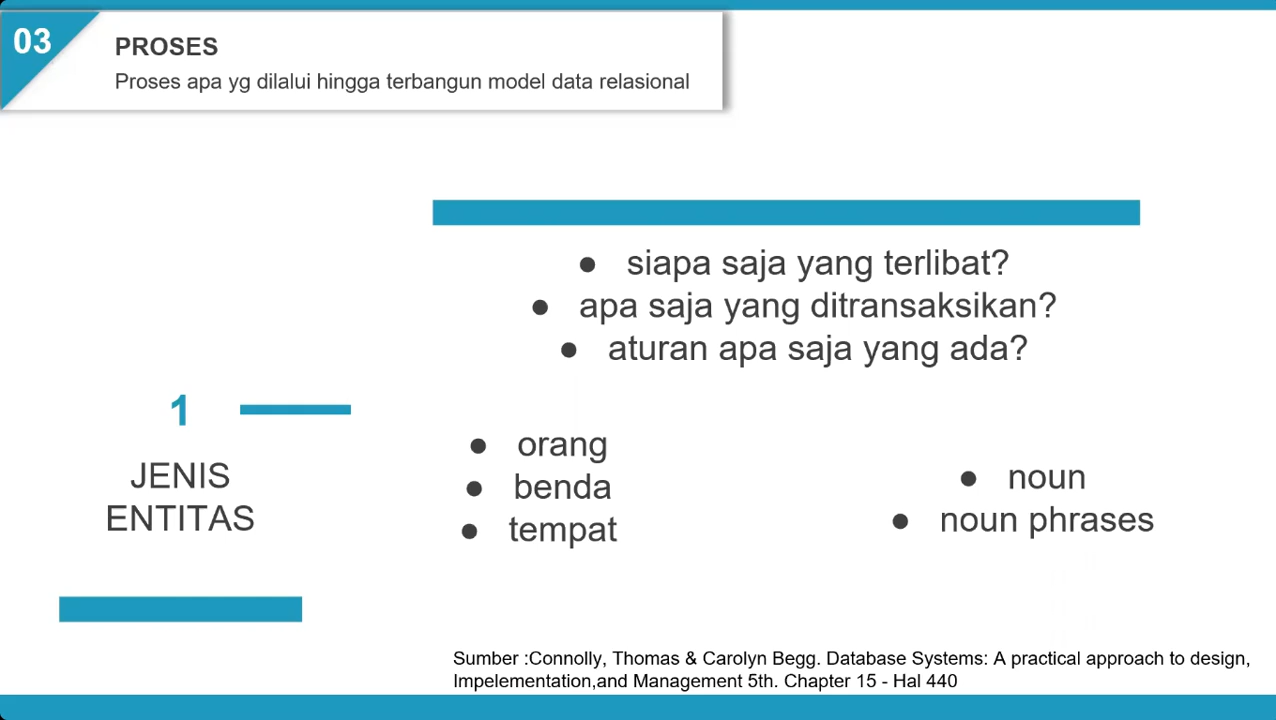 03
PROSES
Proses apa yg dilalui hingga terbangun model data relasional
● siapa saja yang terlibat?
● apa saja yang ditransaksikan?
● aturan apa saja yang ada?
1
JENIS
ENTITAS
● orang
● benda
● tempat
● noun
● noun phrases
Sumber :Connolly, Thomas & Carolyn Begg. Database Systems: A practical approach to design,
Impelementation,and Management 5th. Chapter 15 - Hal 440